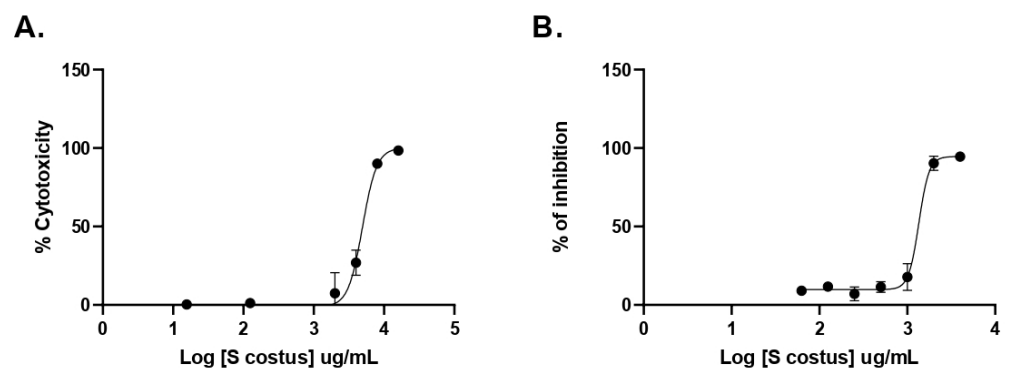 A.
150
100
50
0
% Cytotoxicity
0 1 2 3 4 5
Log [S costus] ug/mL
B.
150
100
50
0
% of inhibition
0 1 2 3 4
Log [S costus] ug/mL